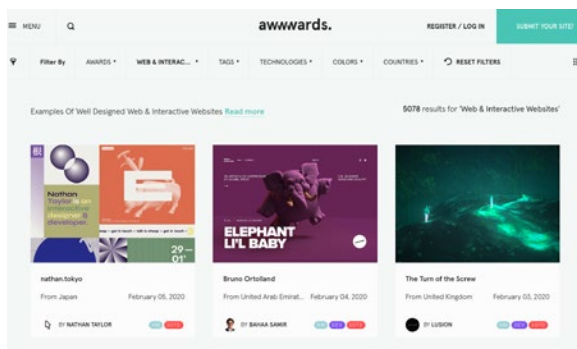 MENU
awwwards.
REGISTER / LOG IN
SUBMIT YOUR SITE!
Filter By
AWARDS
WEB & INTERAC...
TAGS
TECHNOLOGIES
COLORS
COUNTRIES
RESET FILTERS
Examples Of Well Designed Web & Interactive Websites Read more
5078 results for 'Web & Interactive Websites'
Nathan
Taylor is an
interactive
designer &
developer.
29—
01'
nathan.tokyo
From Japan
February 05, 2020
BY NATHAN TAYLOR
ELEPHANT
LI'L BABY
Bruno Ortolland
From United Arab Emirat...
February 04, 2020
BY BAHAA SAMIR
DEV
The Turn of the Screw
From United Kingdom
February 03, 2020
BY LUSION
DEV